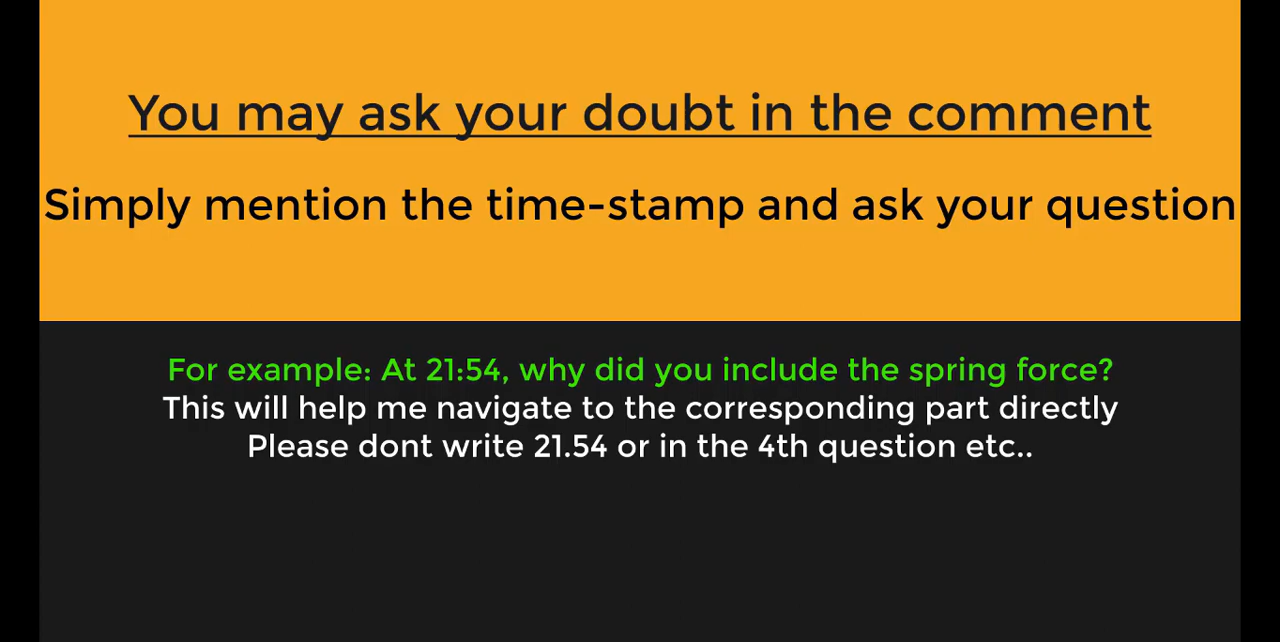 You may ask your doubt in the comment
Simply mention the time-stamp and ask your question
For example: At 21:54, why did you include the spring force?
This will help me navigate to the corresponding part directly
Please dont write 21.54 or in the 4th question etc..